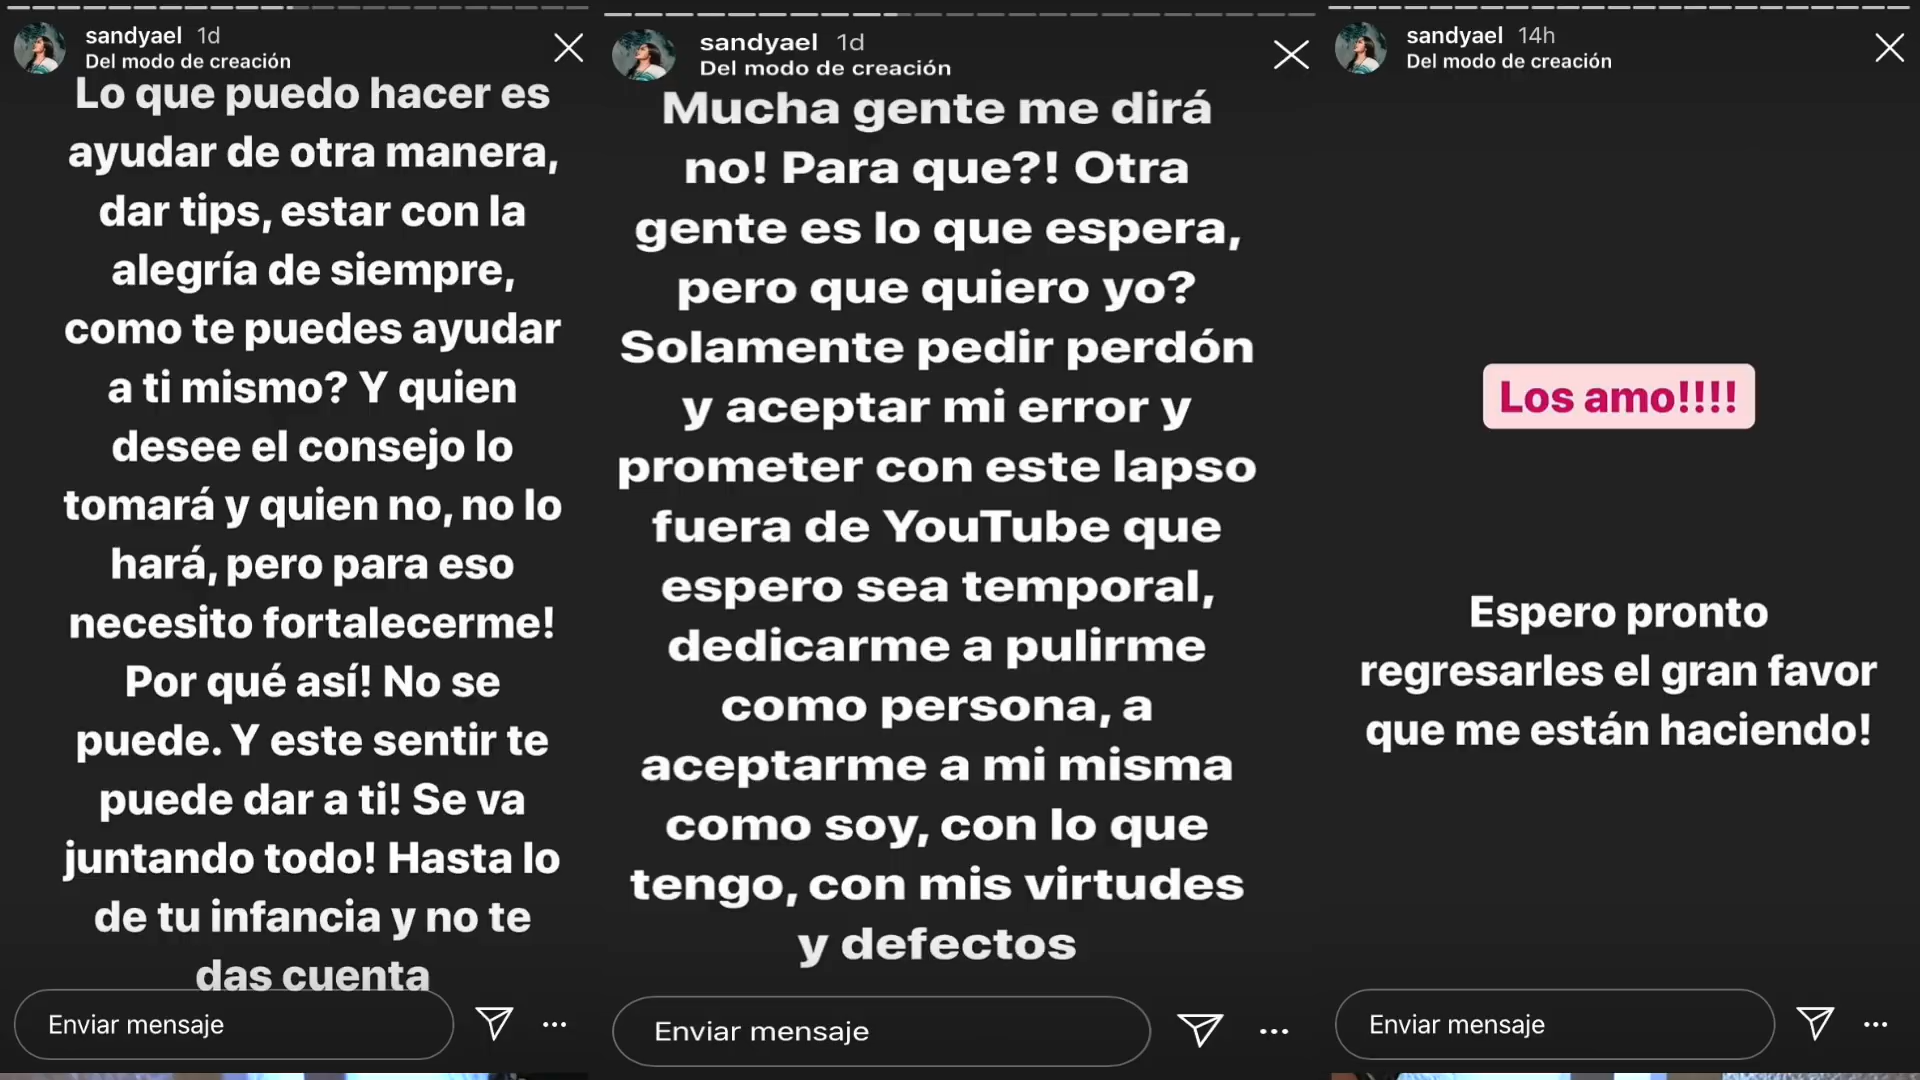 sandyael 1d
Del modo de creación
Lo que puedo hacer es
ayudar de otra manera,
dar tips, estar con la
alegría de siempre,
como te puedes ayudar
a ti mismo? Y quien
desee el consejo lo
tomará y quien no, no lo
hará, pero para eso
necesito fortalecerme!
Por qué así! No se
puede. Y este sentir te
puede dar a ti! Se va
juntando todo! Hasta lo
de tu infancia y no te
das cuenta
Enviar mensaje
sandyael 1d
Del modo de creación
Mucha gente me dirá
no! Para que?! Otra
gente es lo que espera,
pero que quiero yo?
Solamente pedir perdón
y aceptar mi error y
prometer con este lapso
fuera de YouTube que
espero sea temporal,
dedicarme a pulirme
como persona, a
aceptarme a mi misma
como soy, con lo que
tengo, con mis virtudes
y defectos
Enviar mensaje
sandyael 14h
Del modo de creación
Los amo!!!!
Espero pronto
regresarles el gran favor
que me están haciendo!
Enviar mensaje